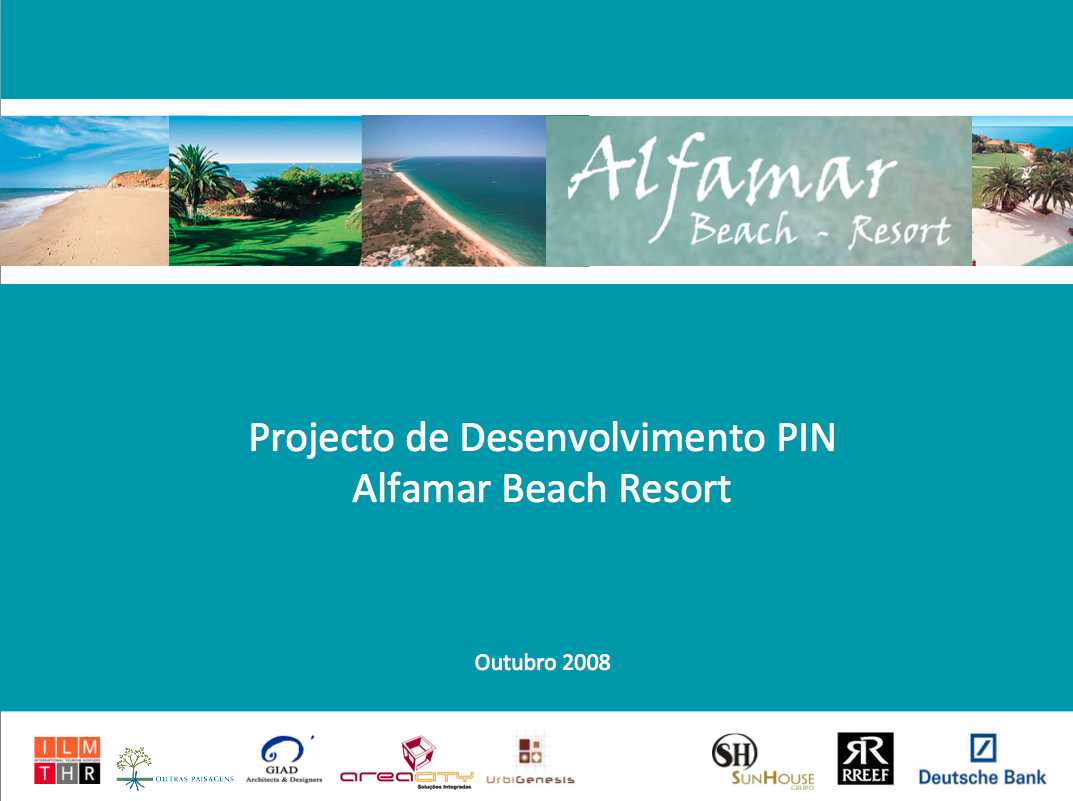 Alfamar
Beach - Resort
Projecto de Desenvolvimento PIN
Alfamar Beach Resort
Outubro 2008
ILM
INTERNATIONAL TOURISM ADVISORS
THR
OUTRAS PAISAGENS
GIAD
Architects & Designers
areaCITY
Soluções Integradas
UrbiGenesis
SH
SUNHOUSE
GRUPO
RR
RREEF
Deutsche Bank